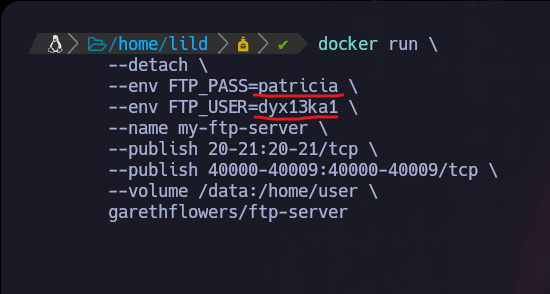 /home/lild docker run \
--detach \
--env FTP_PASS=patricia \
--env FTP_USER=dyx13ka1 \
--name my-ftp-server \
--publish 20-21:20-21/tcp \
--publish 40000-40009:40000-40009/tcp \
--volume /data:/home/user \
garethflowers/ftp-server